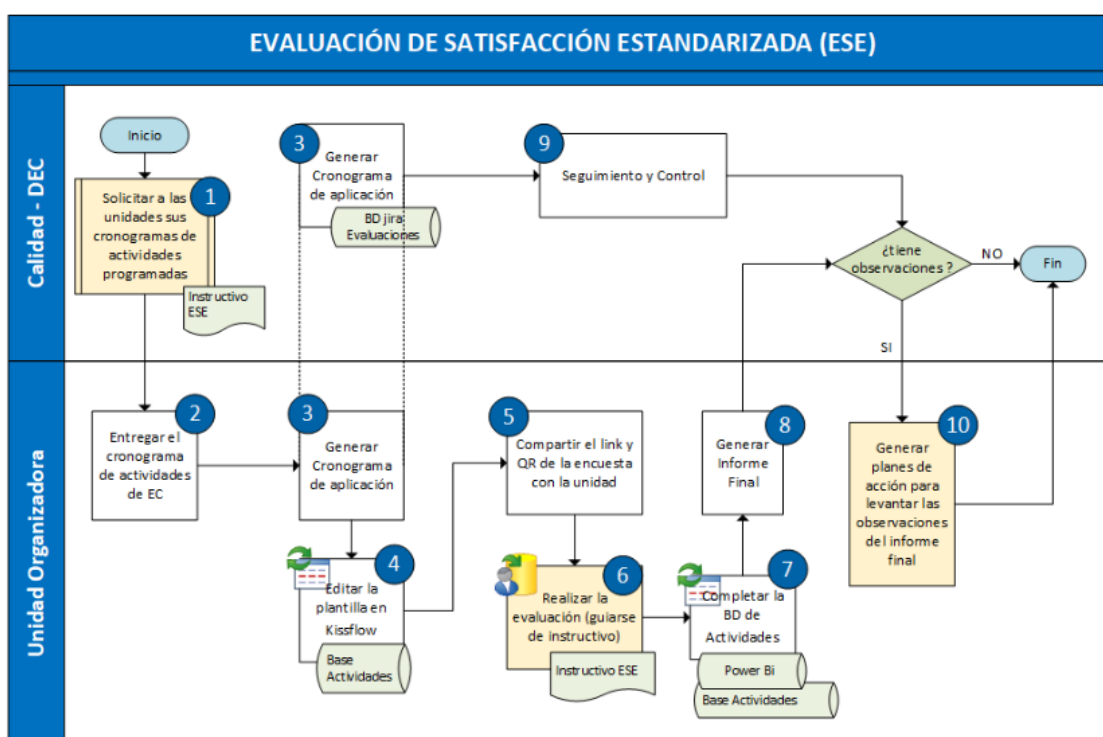 EVALUACIÓN DE SATISFACCIÓN ESTANDARIZADA (ESE)
Calidad - DEC
Inicio
1
Solicitar a las
unidades sus
cronogramas de
actividades
programadas
Instructivo
ESE
3
Generar
Cronograma
de aplicación
BD jira
Evaluaciones
9
Seguimiento y Control
¿tiene
observaciones ?
NO
Fin
SI
Unidad Organizadora
2
Entregar el
cronograma
de actividades
de EC
3
Generar
Cronograma
de aplicación
4
Editar la
plantilla en
Kissflow
Base
Actividades
5
Compartir el link y
QR de la encuesta
con la unidad
6
Realizar la
evaluación (guiarse
de instructivo)
Instructivo ESE
7
Completar la
BD de
Actividades
Power Bi
Base Actividades
8
Generar
Informe
Final
10
Generar
planes de
acción para
levantar las
observaciones
del informe
final